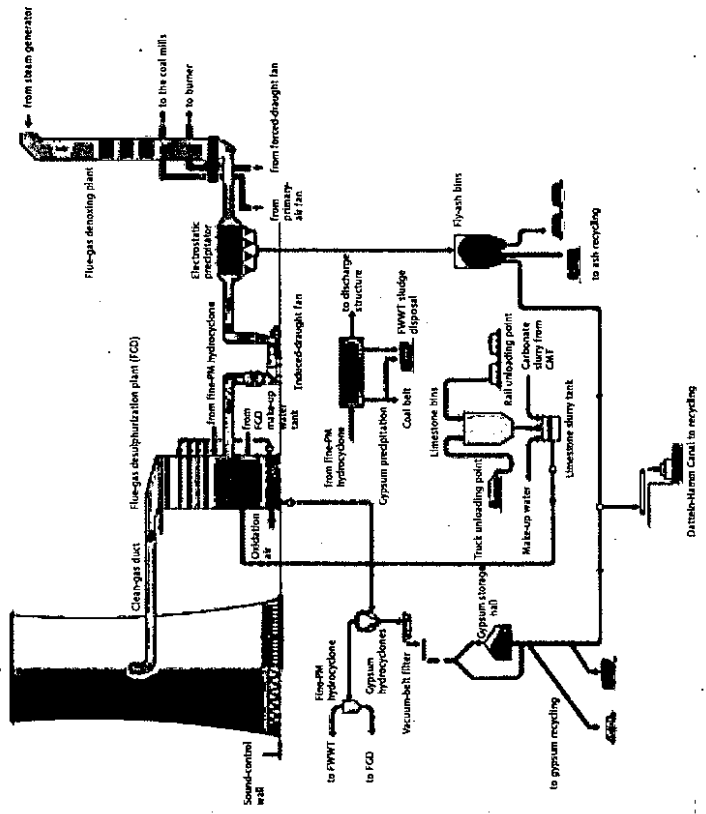 from steam generator
to the coal mills
to burner
Flue-gas denoxing plant
from forced-draught fan
from
primary-
air fan
Electrostatic
precipitator
Induced-draught fan
Flue-gas desulphurization plant (FGD)
from fine-PM hydrocyclone
from
FGD
make-up
water
tank
Clean-gas duct
Oxidation
air
Sound-control
wall
Fly-ash bins
to ash recycling
to discharge
structure
FWWT sludge
disposal
from fine-PM
hydrocyclone
Gypsum precipitation
Coal belt
Limestone bins
Rail unloading point
Truck unloading point
Carbonate
slurry from
CMT
Make-up water
Limestone slurry tank
Fine-PM
hydrocyclone
to FWWT
to FGD
Gypsum
hydrocyclones
Vacuum-belt filter
Gypsum storage
hall
to gypsum recycling
Datteln-Hamm Canal to recycling